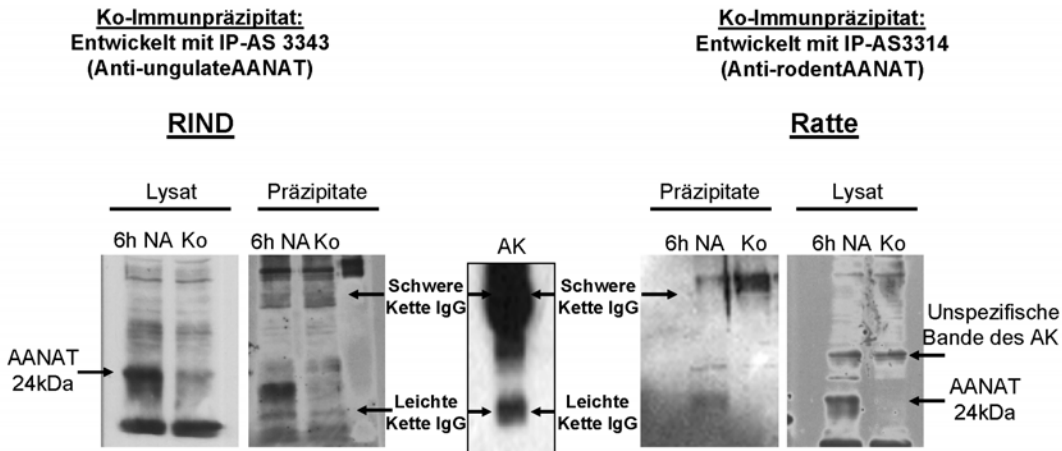 Ko-Immunpräzipitat:
Entwickelt mit IP-AS 3343
(Anti-ungulateAANAT)
RIND
Ko-Immunpräzipitat:
Entwickelt mit IP-AS3314
(Anti-rodentAANAT)
Ratte
Lysat
Präzipitate
Präzipitate
Lysat
6h NA Ko
6h NA Ko
AK
6h NA Ko
6h NA Ko
Schwere
Kette IgG
Schwere
Kette IgG
Unspezifische
Bande des AK
AANAT
24kDa
AANAT
24kDa
Leichte
Kette IgG
Leichte
Kette IgG